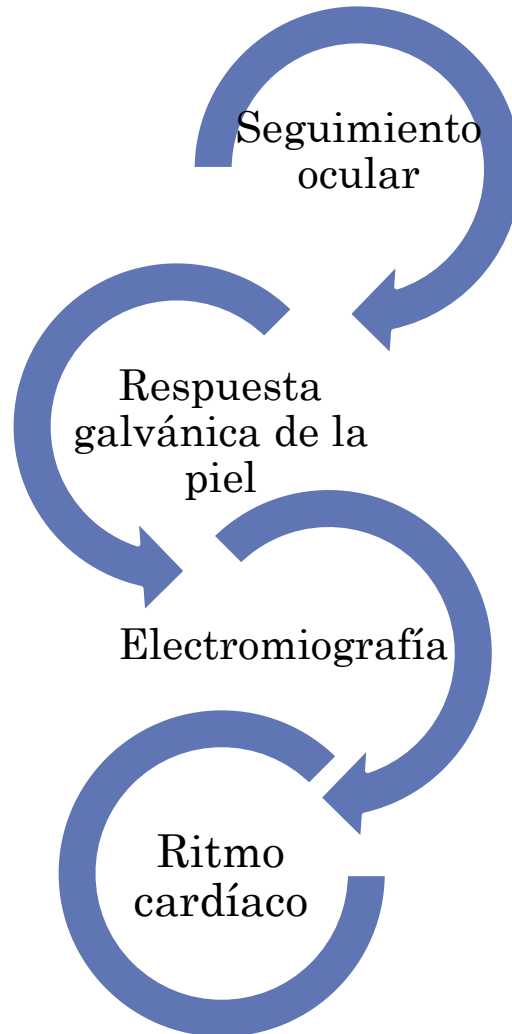 Seguimiento
ocular
Respuesta
galvánica de la
piel
Electromiografía
Ritmo
cardíaco